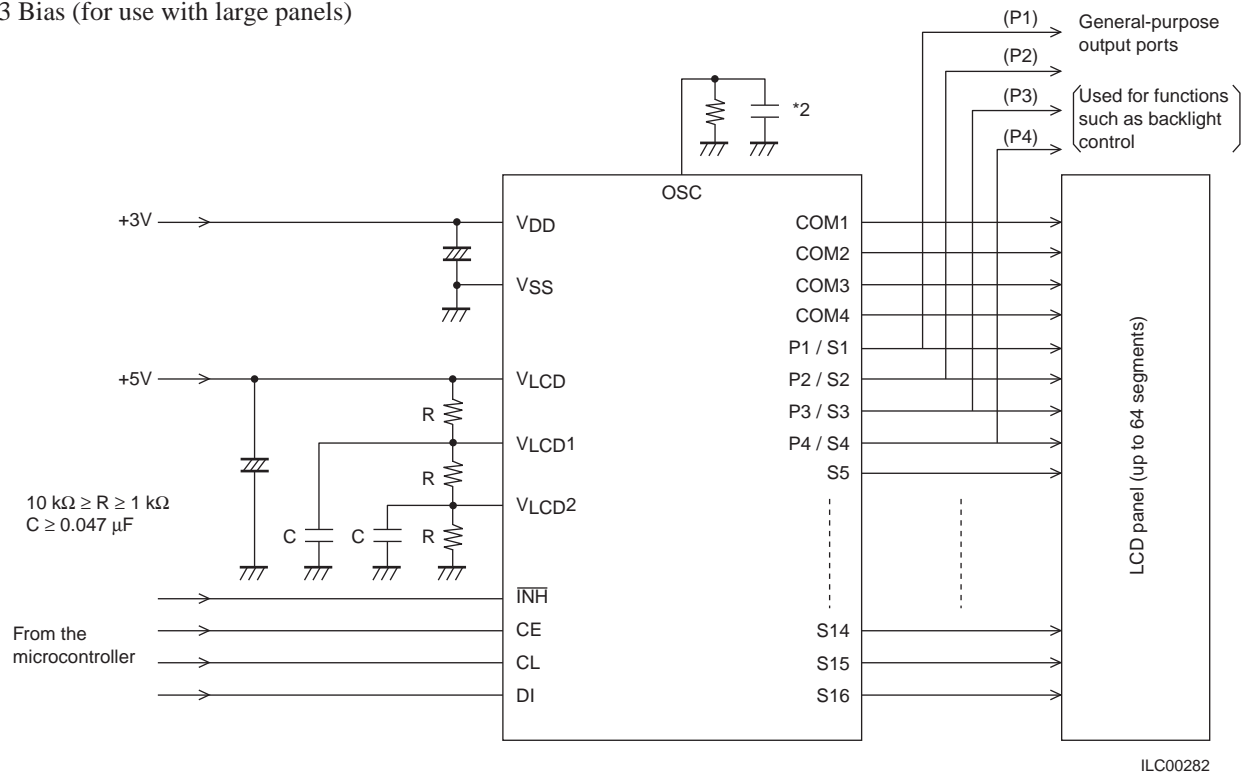 3 Bias (for use with large panels)
(P1)
General-purpose
output ports
(P2)
(P3)
Used for functions
such as backlight
control
(P4)
*2
OSC
+3V
VDD
VSS
+5V
VLCD
R
VLCD1
R
VLCD2
10 kΩ ≥ R ≥ 1 kΩ
C ≥ 0.047 μF
C
C
R
INH
From the
microcontroller
CE
CL
DI
COM1
COM2
COM3
COM4
P1 / S1
P2 / S2
P3 / S3
P4 / S4
S5
S14
S15
S16
LCD panel (up to 64 segments)
ILC00282